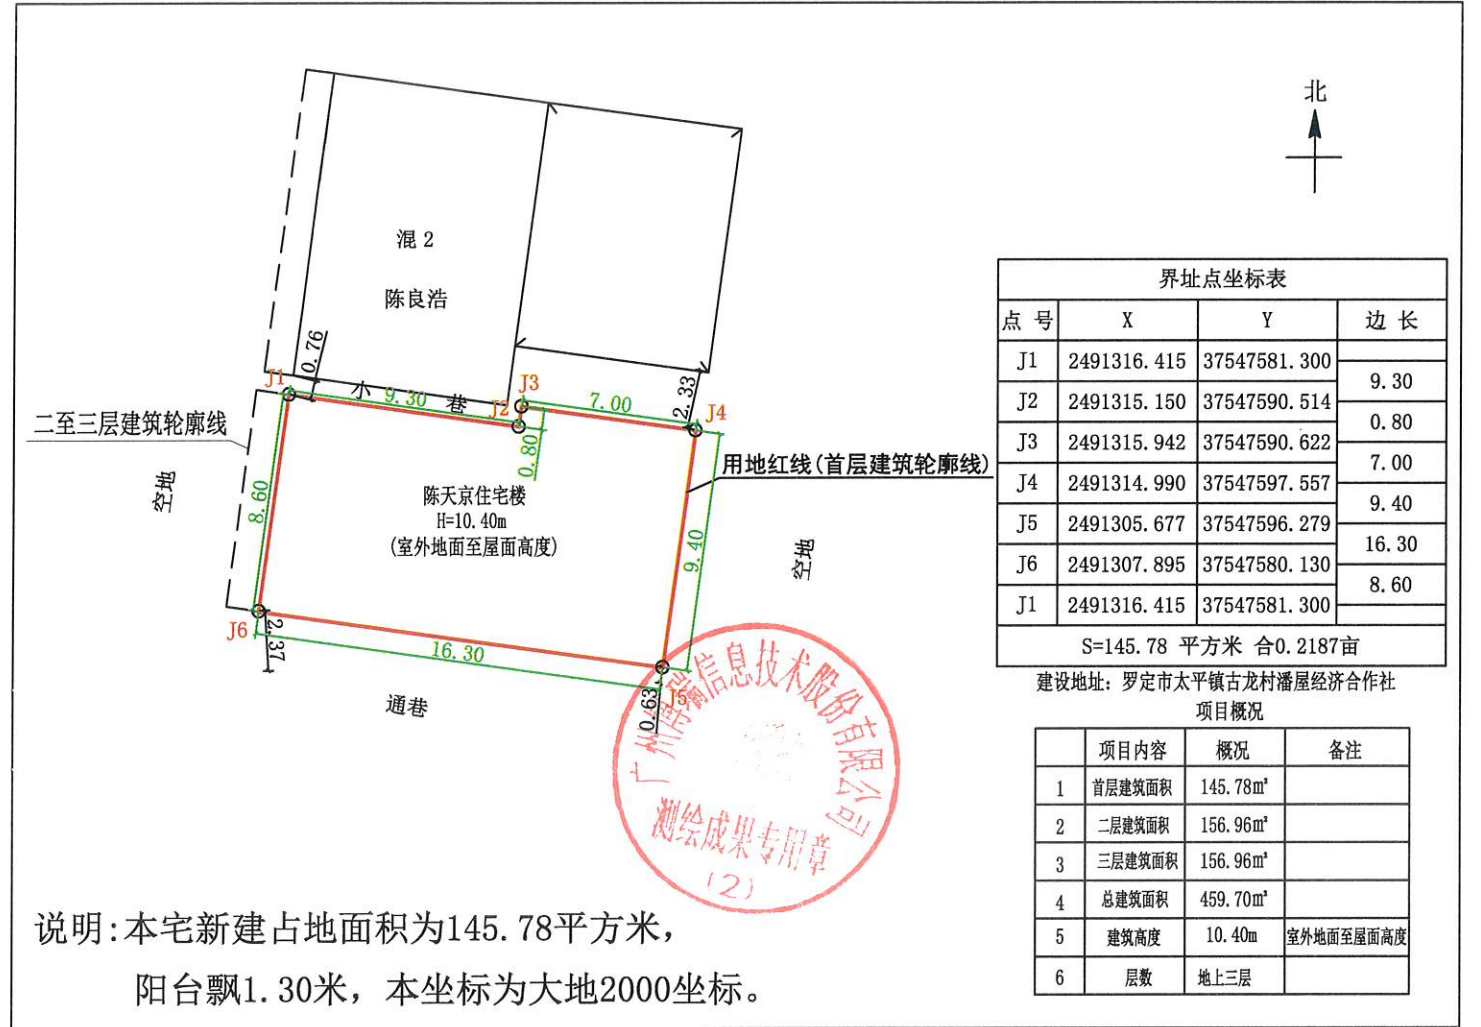 北
混 2
陈良浩
0.76
J1
小 巷
9.30
J2
J3
7.00
2.33
J4
0.80
二至三层建筑轮廓线
用地红线(首层建筑轮廓线)
空地
8.60
陈天京住宅楼
H=10.40m
(室外地面至屋面高度)
9.40
空地
J6
2.37
16.30
J5
0.63
通巷
界址点坐标表
点 号 X Y 边 长
J1 2491316.415 37547581.300
9.30
J2 2491315.150 37547590.514
0.80
J3 2491315.942 37547590.622
7.00
J4 2491314.990 37547597.557
9.40
J5 2491305.677 37547596.279
16.30
J6 2491307.895 37547580.130
8.60
J1 2491316.415 37547581.300
S=145.78 平方米 合0.2187亩
建设地址: 罗定市太平镇古龙村潘屋经济合作社
项目概况
项目内容 概况 备注
1 首层建筑面积 145.78m²
2 二层建筑面积 156.96m²
3 三层建筑面积 156.96m²
4 总建筑面积 459.70m²
5 建筑高度 10.40m 室外地面至屋面高度
6 层数 地上三层
广州
信息技术股份有限公司
测绘成果专用章
(2)
说明:本宅新建占地面积为145.78平方米，
阳台飘1.30米，本坐标为大地2000坐标。